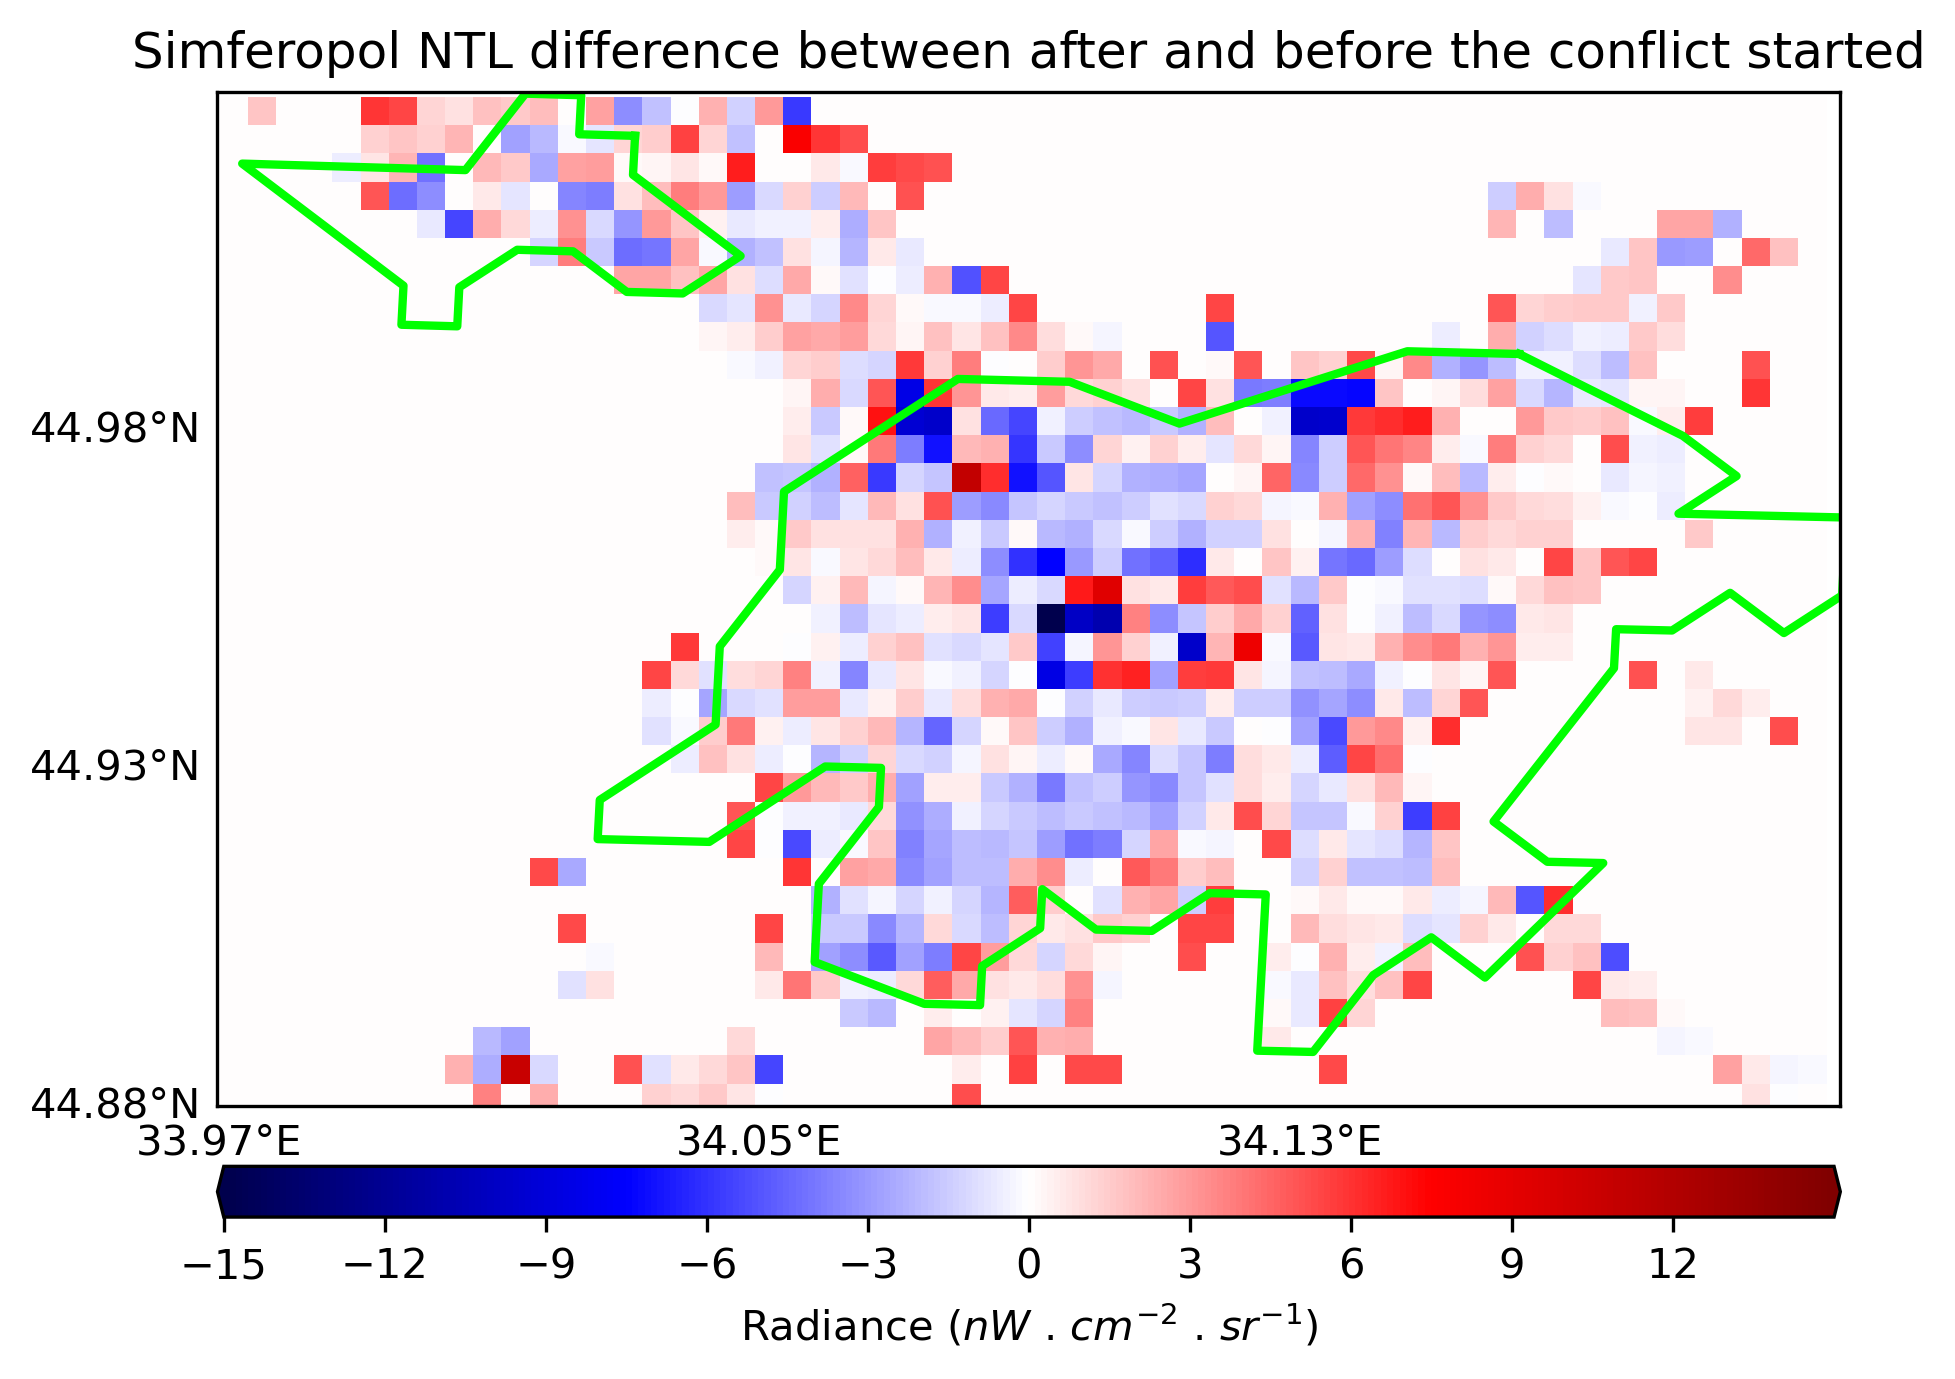 Simferopol NTL difference between after and before the conflict started
44.98°N
44.93°N
44.88°N
33.97°E 34.05°E 34.13°E
−15 −12 −9 −6 −3 0 3 6 9 12
Radiance (nW . cm⁻² . sr⁻¹)